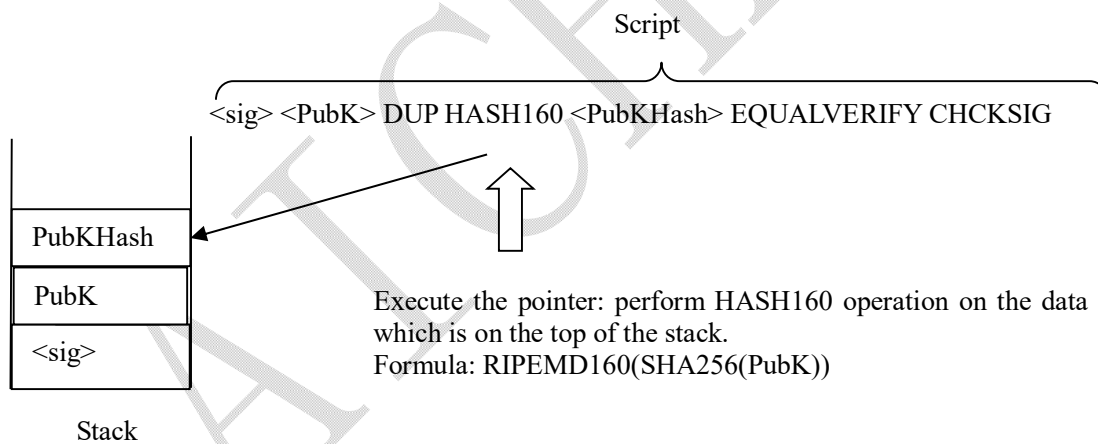 Script
<sig> <PubK> DUP HASH160 <PubKHash> EQUALVERIFY CHCKSIG
PubKHash
PubK
<sig>
Execute the pointer: perform HASH160 operation on the data
which is on the top of the stack.
Formula: RIPEMD160(SHA256(PubK))
Stack